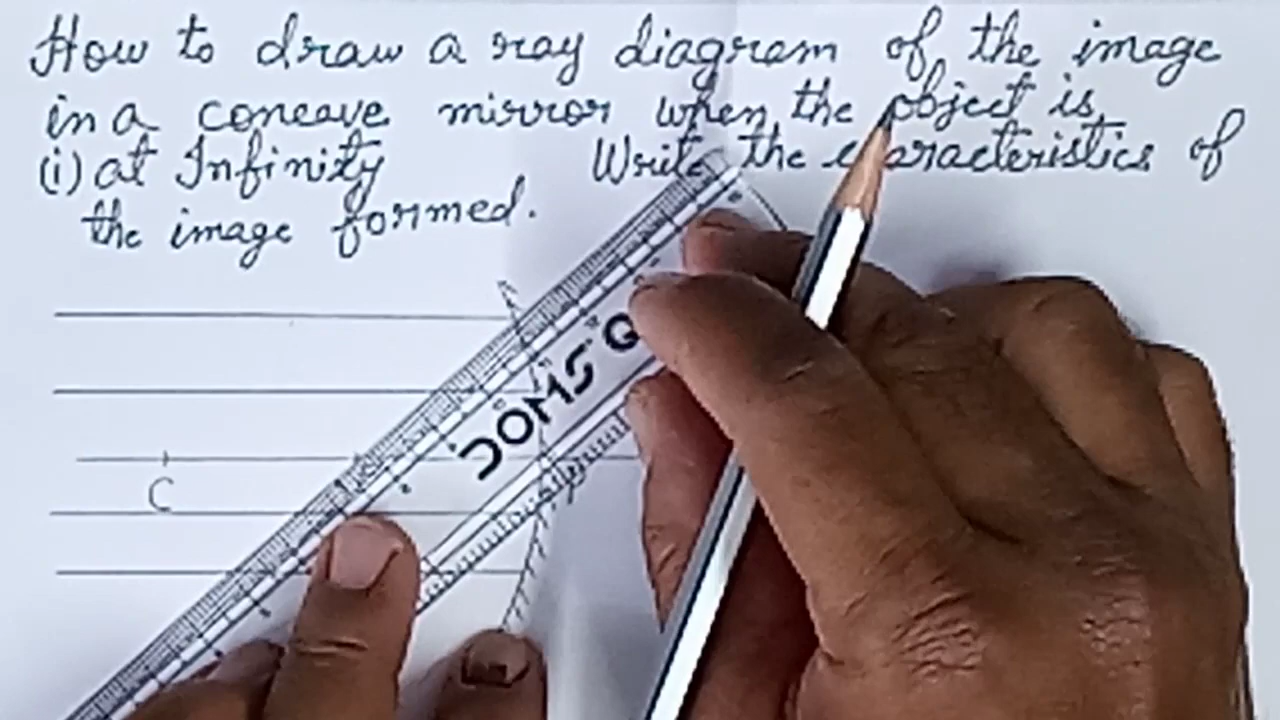 How to draw a ray diagram of the image
in a concave mirror when the object is
(i) at Infinity Write the characteristics of
the image formed.
DOMS
C